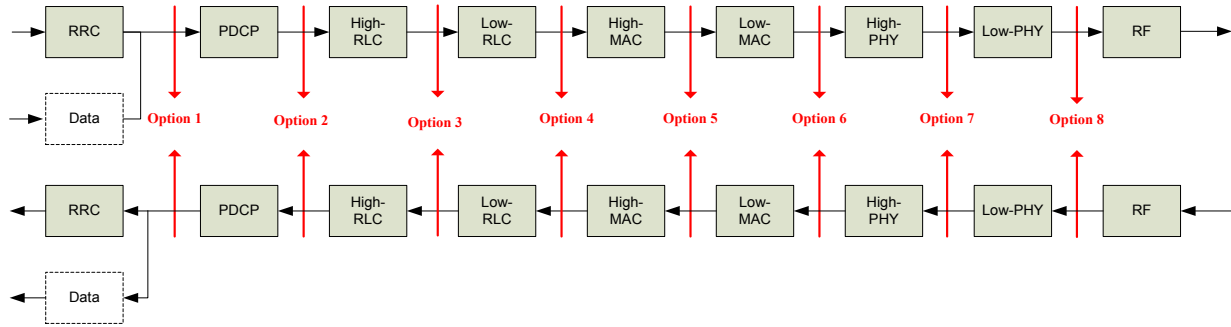 RRC
PDCP
High-
RLC
Low-
RLC
High-
MAC
Low-
MAC
High-
PHY
Low-PHY
RF
Data
Option 1
Option 2
Option 3
Option 4
Option 5
Option 6
Option 7
Option 8
RRC
PDCP
High-
RLC
Low-
RLC
High-
MAC
Low-
MAC
High-
PHY
Low-PHY
RF
Data